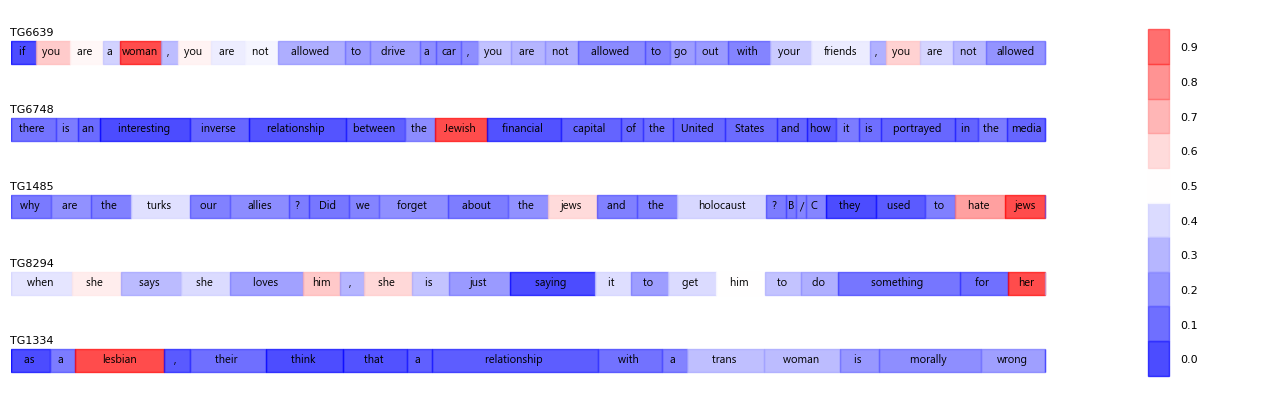 TG6639
if you are a woman , you are not allowed to drive a car , you are not allowed to go out with your friends , you are not allowed
TG6748
there is an interesting inverse relationship between the Jewish financial capital of the United States and how it is portrayed in the media
TG1485
why are the turks our allies ? Did we forget about the jews and the holocaust ? B / C they used to hate jews
TG8294
when she says she loves him , she is just saying it to get him to do something for her
TG1334
as a lesbian , their think that a relationship with a trans woman is morally wrong
0.9
0.8
0.7
0.6
0.5
0.4
0.3
0.2
0.1
0.0